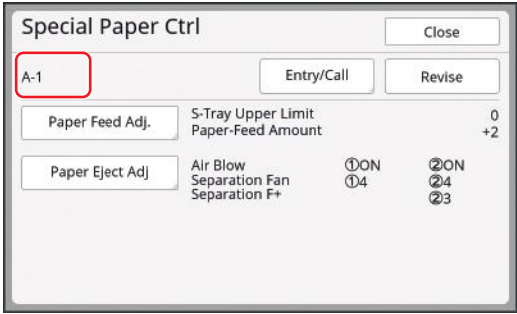 Special Paper Ctrl
Close
A-1
Entry/Call
Revise
Paper Feed Adj.
S-Tray Upper Limit 0
Paper-Feed Amount +2
Paper Eject Adj
Air Blow ①ON ②ON
Separation Fan ①4 ②4
Separation F+ ②3